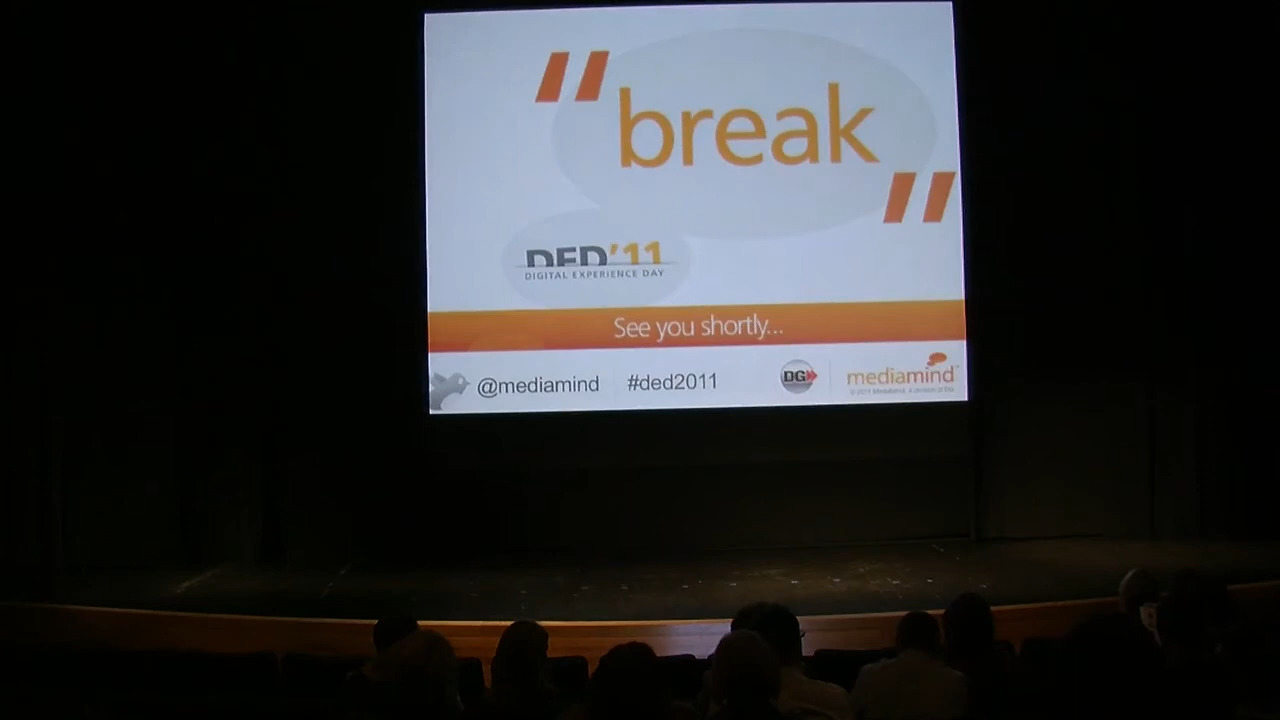 "break"
DED'11
DIGITAL EXPERIENCE DAY
See you shortly...
@mediamind #ded2011
DG
mediamind